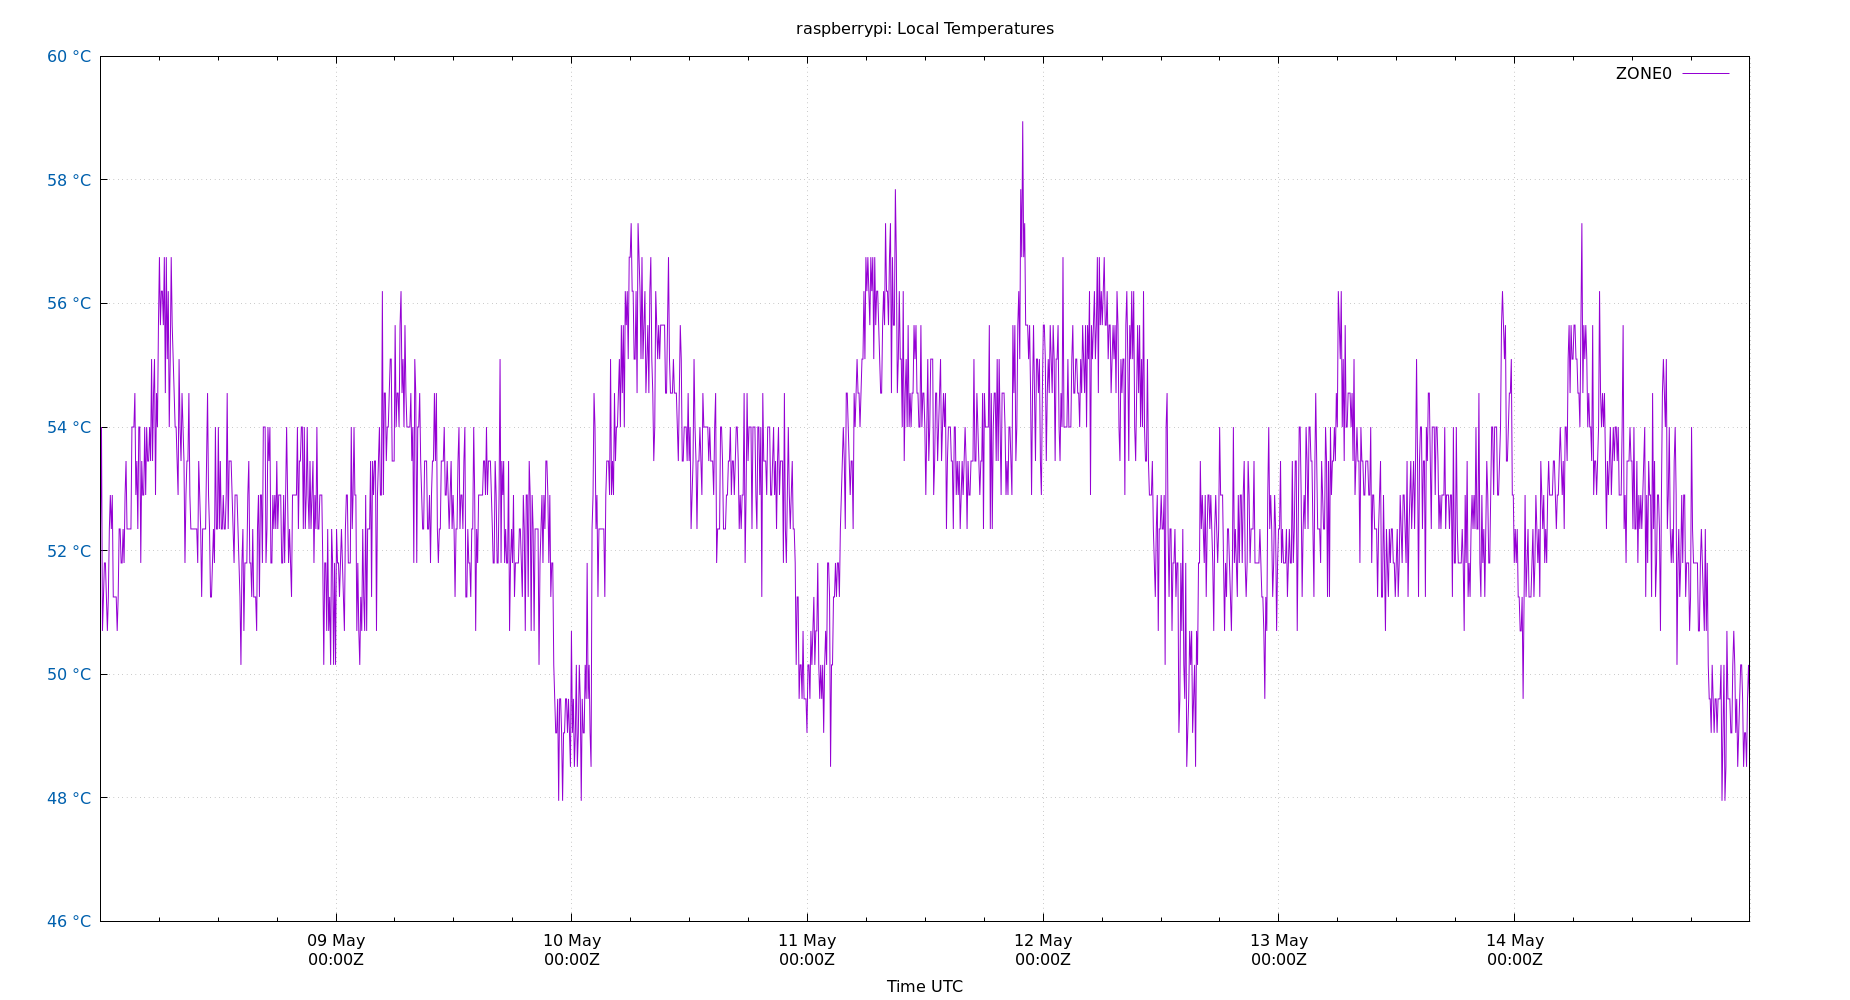 raspberrypi: Local Temperatures
60 °C
ZONE0
58 °C
56 °C
54 °C
52 °C
50 °C
48 °C
46 °C
09 May 10 May 11 May 12 May 13 May 14 May
00:00Z 00:00Z 00:00Z 00:00Z 00:00Z 00:00Z
Time UTC